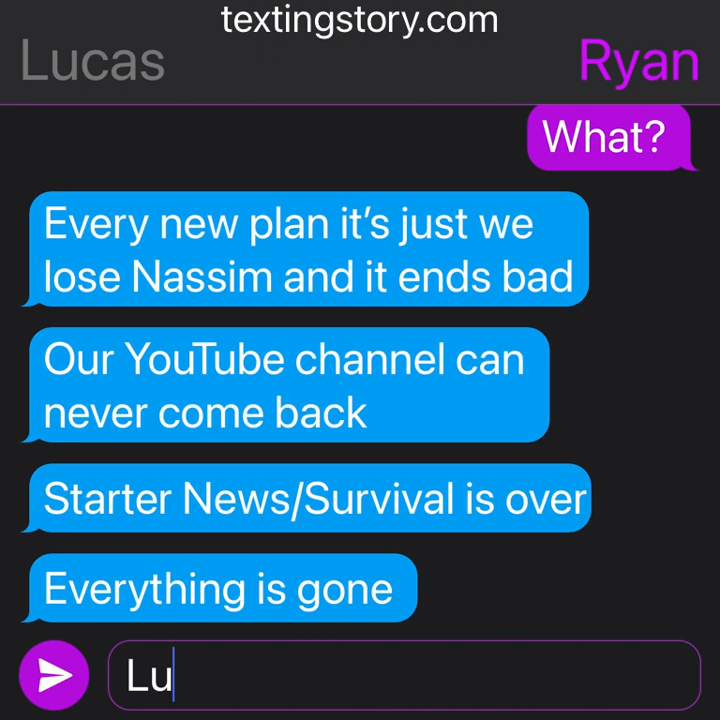 textingstory.com
Lucas
Ryan
What?
Every new plan it’s just we
lose Nassim and it ends bad
Our YouTube channel can
never come back
Starter News/Survival is over
Everything is gone
Lu